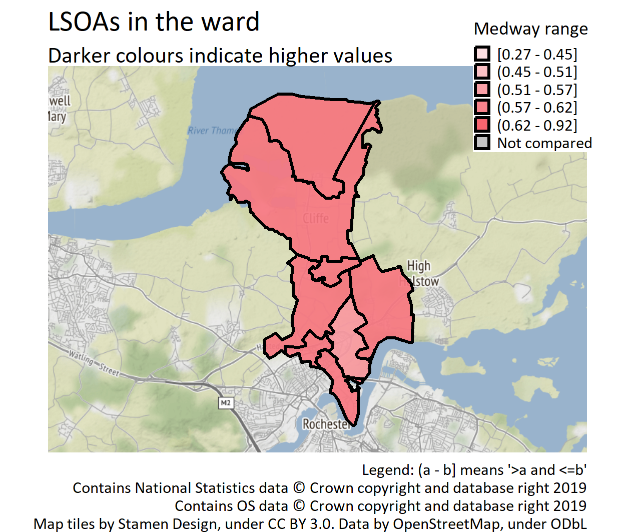 LSOAs in the ward
Darker colours indicate higher values
Medway range
[0.27 - 0.45]
(0.45 - 0.51]
(0.51 - 0.57]
(0.57 - 0.62]
(0.62 - 0.92]
Not compared
well
Mary
River Tham
Cliffe
High
lstow
Watling-Street
M2
Rochester
Legend: (a - b] means '>a and <=b'
Contains National Statistics data © Crown copyright and database right 2019
Contains OS data © Crown copyright and database right 2019
Map tiles by Stamen Design, under CC BY 3.0. Data by OpenStreetMap, under ODbL